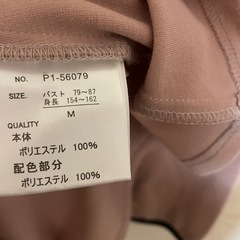 NO. P1-56079
SIZE. バスト 79～87
身長 154～162
M
QUALITY
本体
ポリエステル 100%
配色部分
ポリエステル 100%